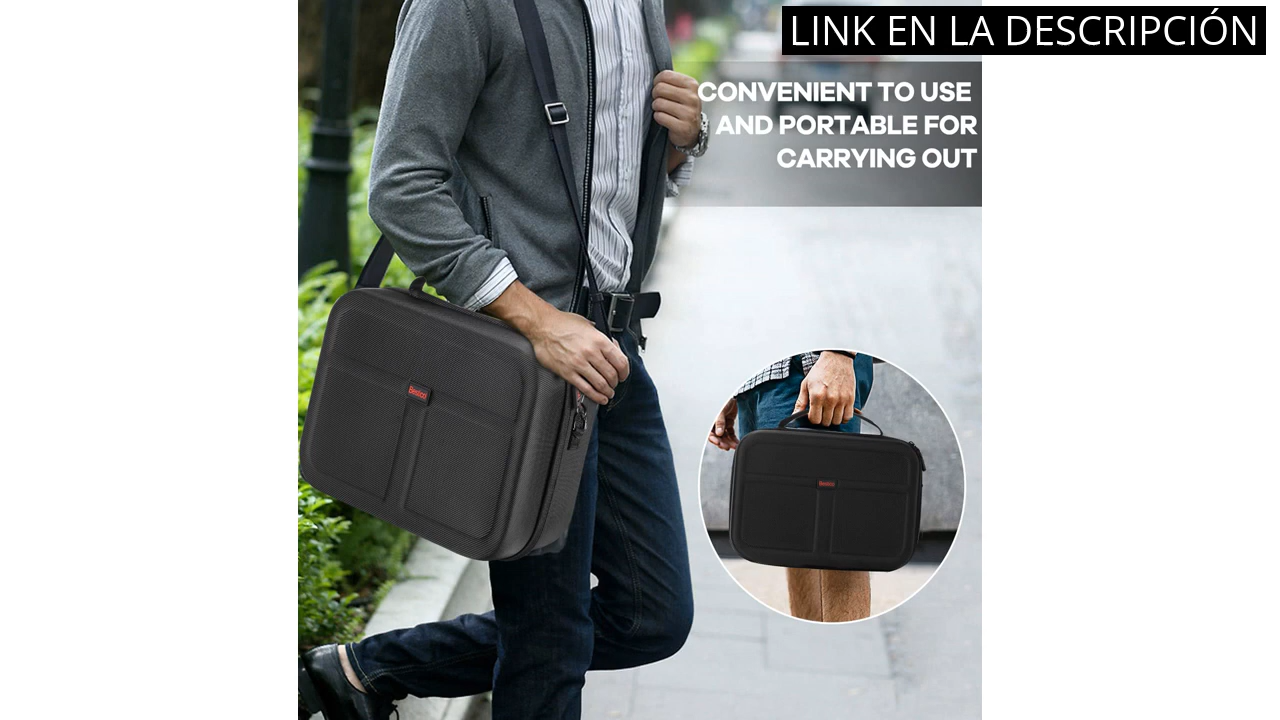 LINK EN LA DESCRIPCIÓN
CONVENIENT TO USE
AND PORTABLE FOR
CARRYING OUT